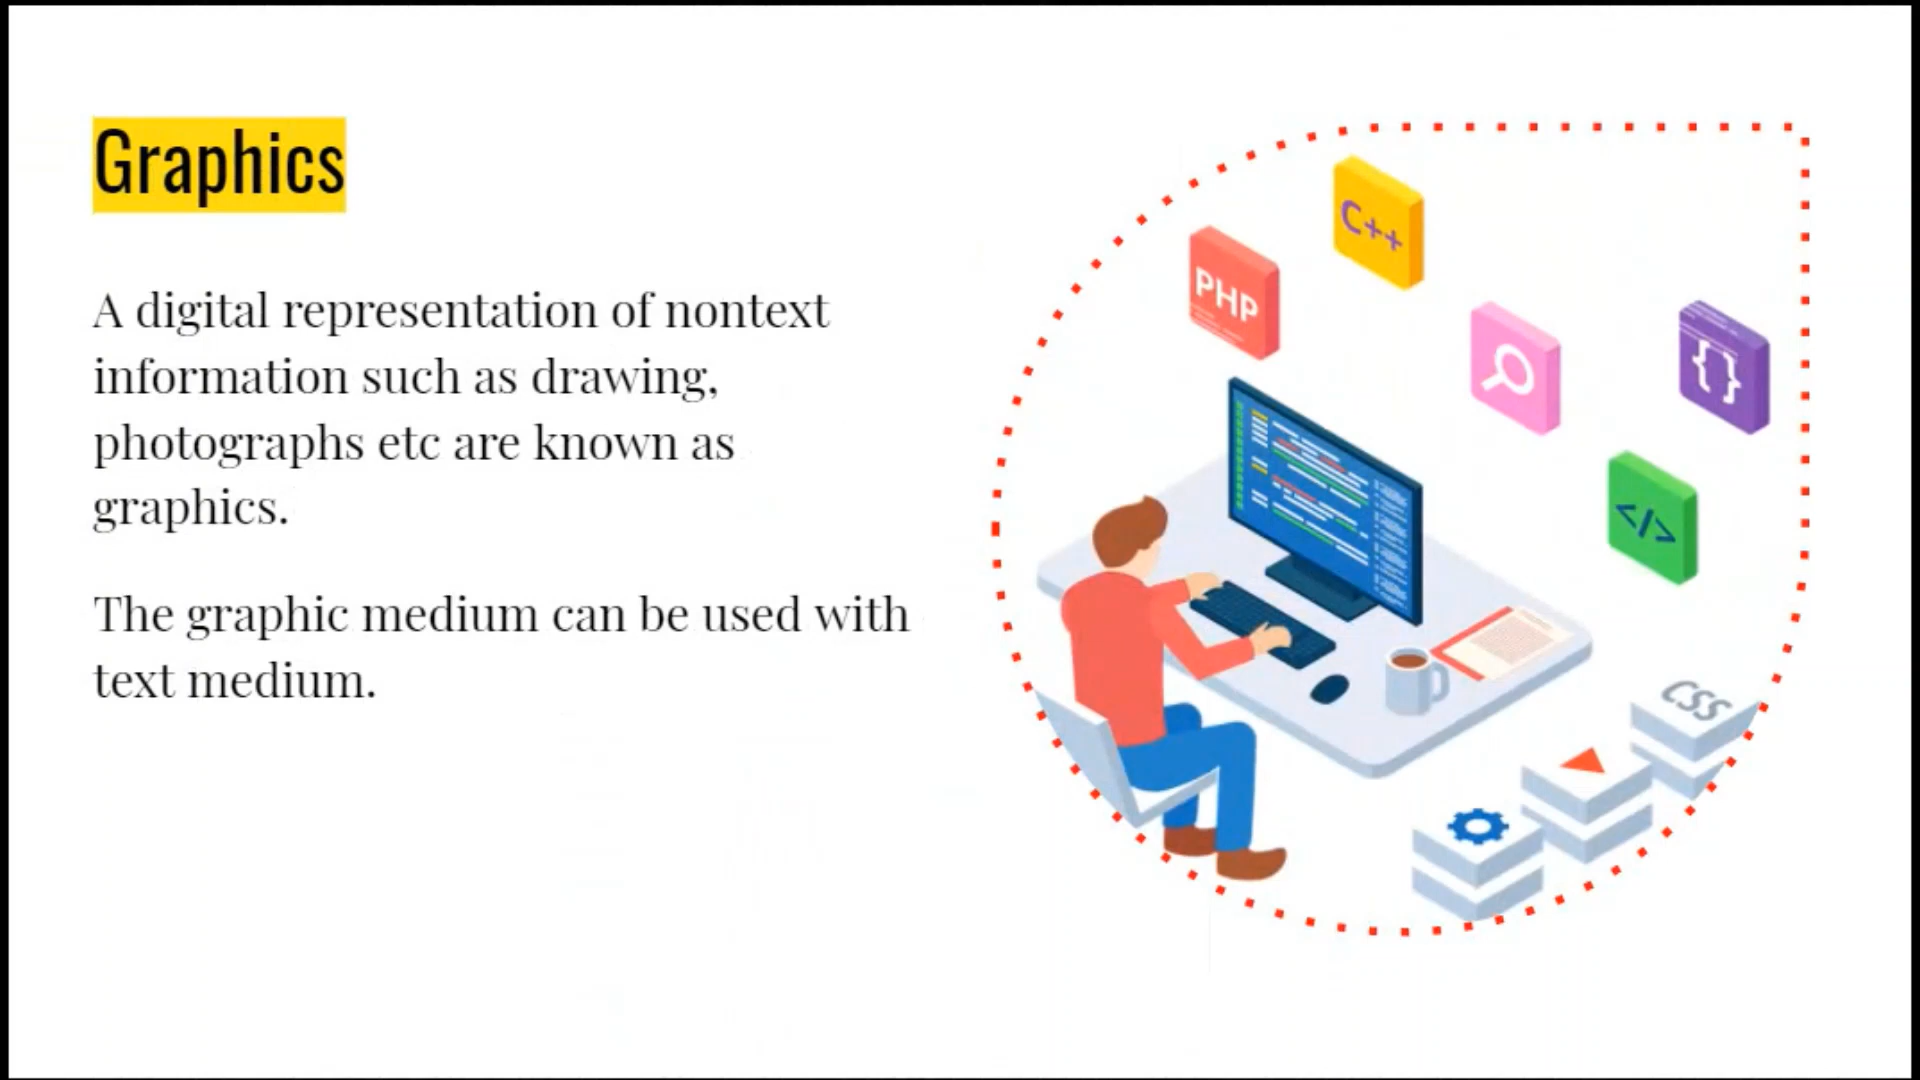 Graphics
A digital representation of nontext
information such as drawing,
photographs etc are known as
graphics.
The graphic medium can be used with
text medium.
C++
PHP
{}
</>
CSS